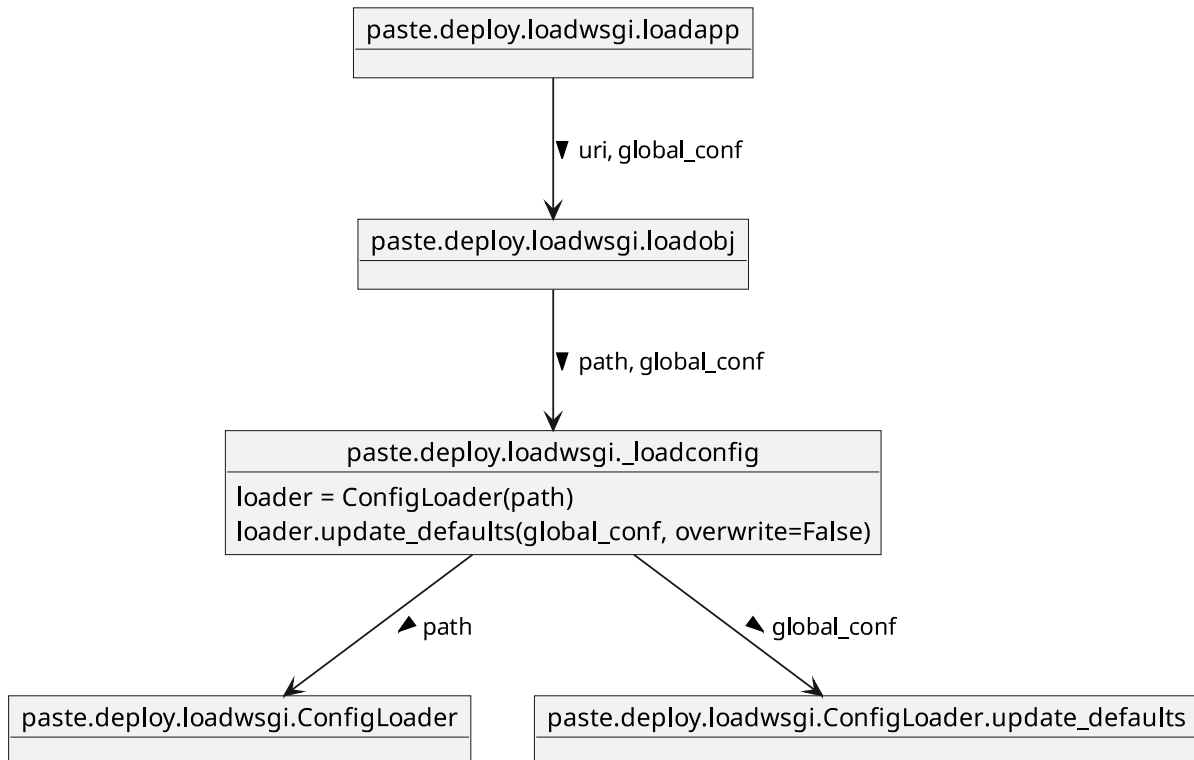 paste.deploy.loadwsgi.loadapp
uri, global_conf
paste.deploy.loadwsgi.loadobj
path, global_conf
paste.deploy.loadwsgi._loadconfig
loader = ConfigLoader(path)
loader.update_defaults(global_conf, overwrite=False)
path
global_conf
paste.deploy.loadwsgi.ConfigLoader
paste.deploy.loadwsgi.ConfigLoader.update_defaults